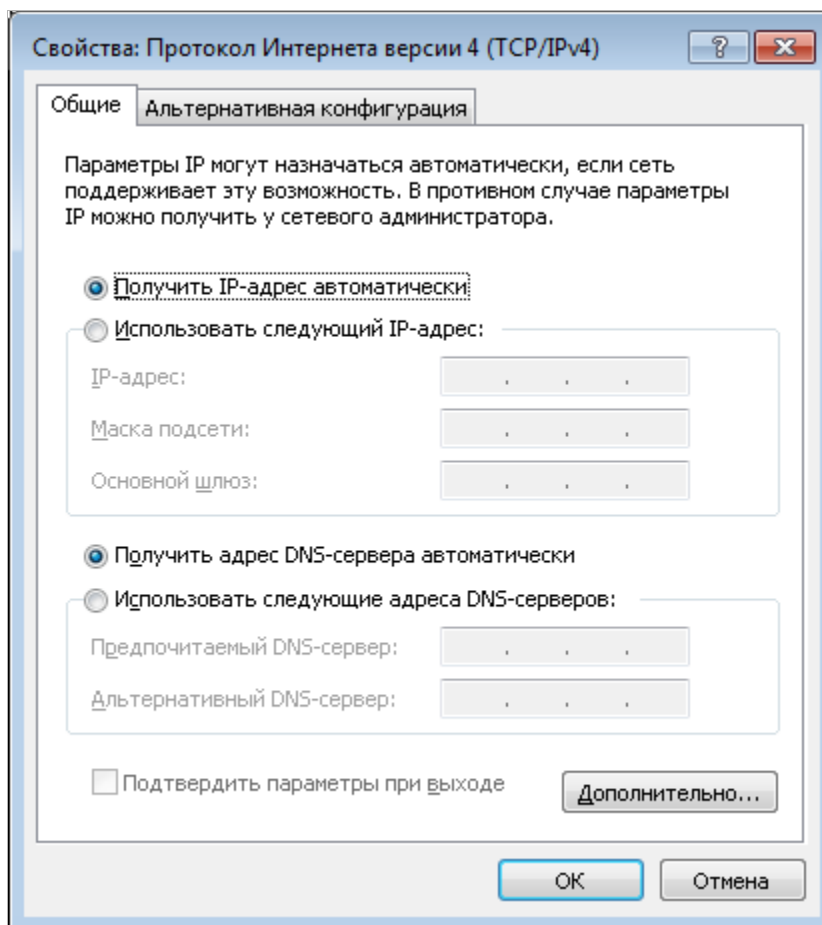 Свойства: Протокол Интернета версии 4 (TCP/IPv4)
Общие
Альтернативная конфигурация
Параметры IP могут назначаться автоматически, если сеть
поддерживает эту возможность. В противном случае параметры
IP можно получить у сетевого администратора.
Получить IP-адрес автоматически
Использовать следующий IP-адрес:
IP-адрес:
Маска подсети:
Основной шлюз:
Получить адрес DNS-сервера автоматически
Использовать следующие адреса DNS-серверов:
Предпочитаемый DNS-сервер:
Альтернативный DNS-сервер:
Подтвердить параметры при выходе
Дополнительно...
ОК
Отмена